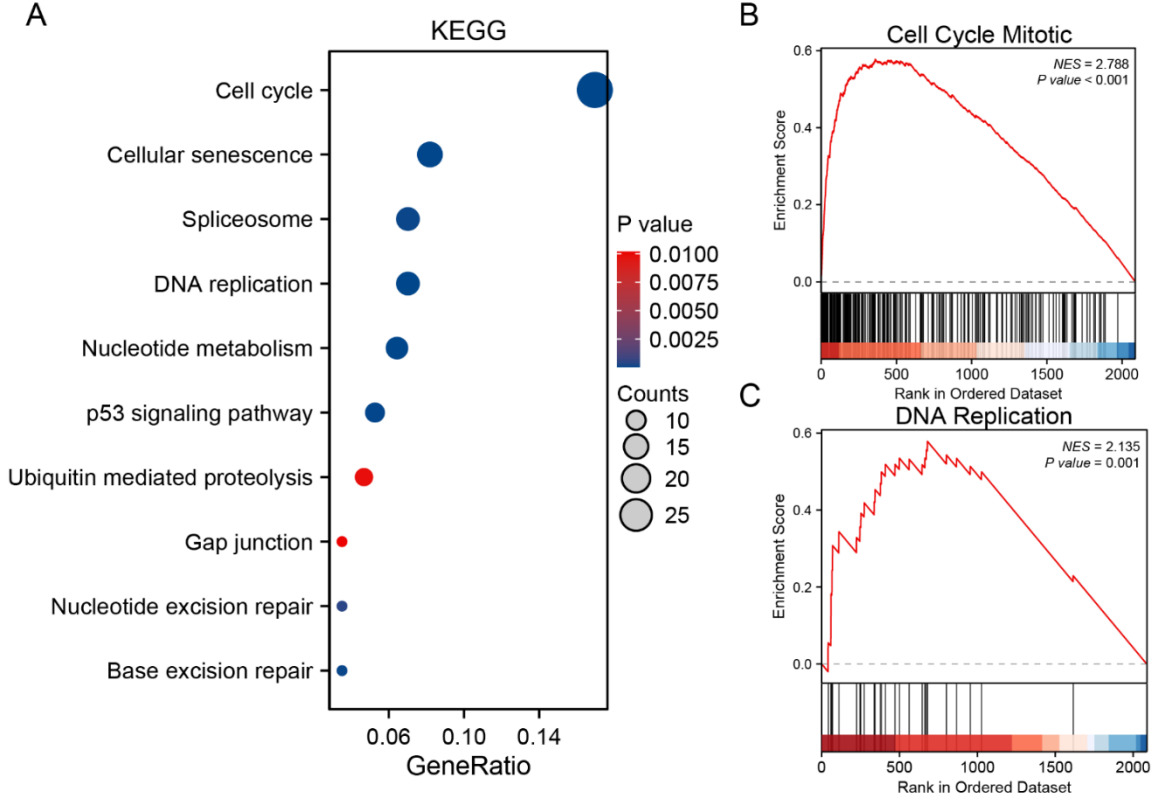 A
KEGG
Cell cycle
Cellular senescence
Spliceosome
DNA replication
Nucleotide metabolism
p53 signaling pathway
Ubiquitin mediated proteolysis
Gap junction
Nucleotide excision repair
Base excision repair
0.06 0.10 0.14
GeneRatio
P value
0.0100
0.0075
0.0050
0.0025
Counts
10
15
20
25
B
Cell Cycle Mitotic
NES = 2.788
P value < 0.001
Enrichment Score
0.6
0.4
0.2
0.0
0 500 1000 1500 2000
Rank in Ordered Dataset
C
DNA Replication
NES = 2.135
P value = 0.001
Enrichment Score
0.6
0.4
0.2
0.0
0 500 1000 1500 2000
Rank in Ordered Dataset